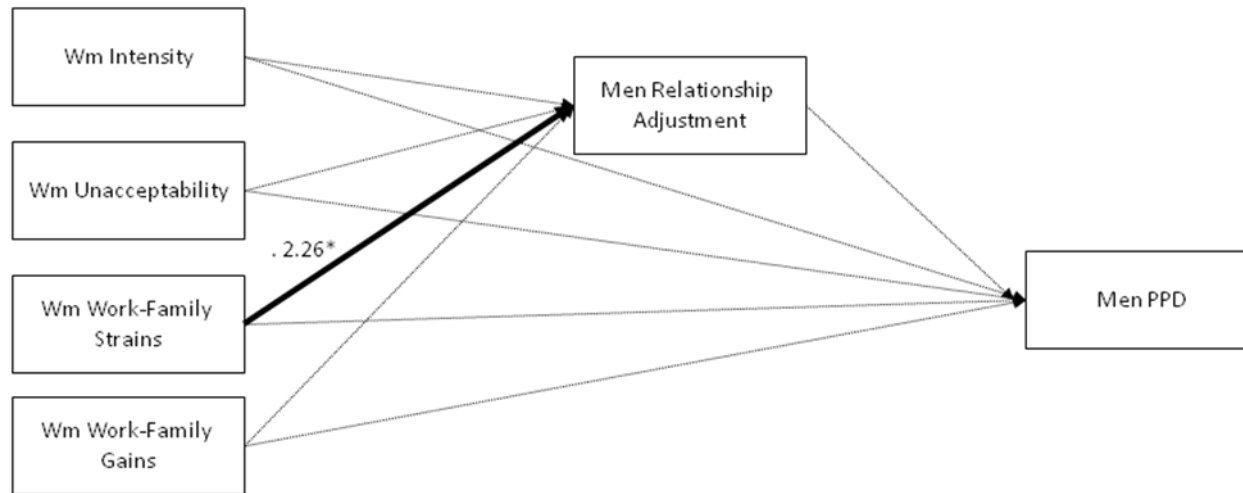 Wm Intensity
Men Relationship
Adjustment
Wm Unacceptability
. 2.26*
Wm Work-Family
Strains
Men PPD
Wm Work-Family
Gains